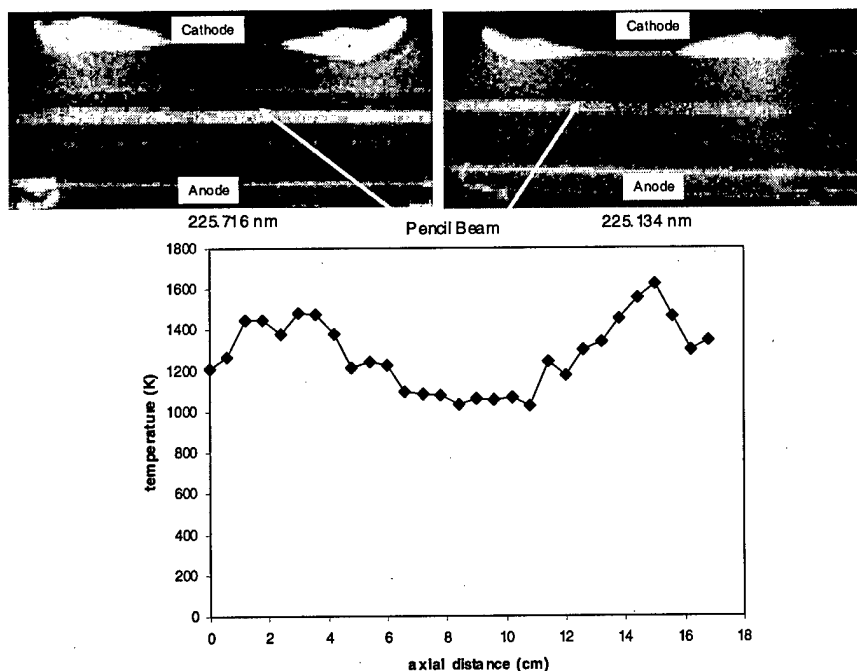 Cathode
Cathode
Anode
Anode
225.716 nm
Pencil Beam
225.134 nm
1800
1600
1400
1200
1000
800
600
400
200
0
temperature (K)
0 2 4 6 8 10 12 14 16 18
axial distance (cm)